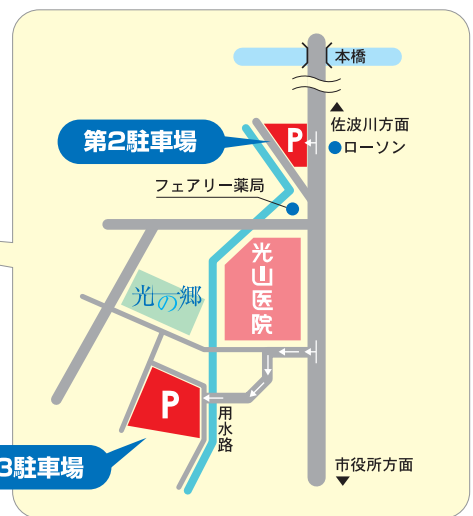 本橋
佐波川方面
ローソン
P
第2駐車場
フェアリー薬局
光山医院
光の郷
P
用水路
3駐車場
市役所方面